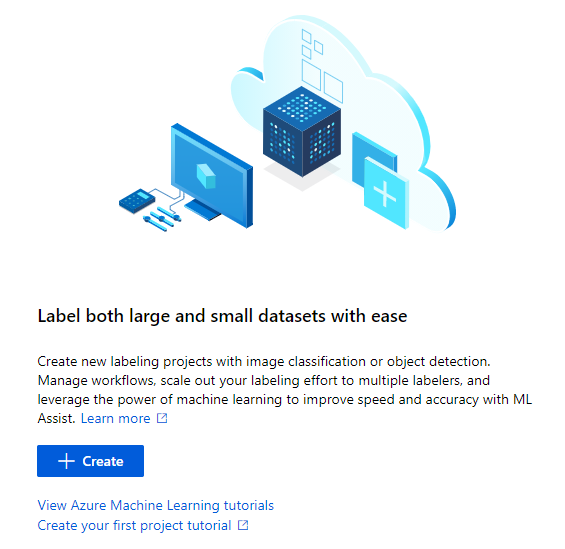 Label both large and small datasets with ease
Create new labeling projects with image classification or object detection.
Manage workflows, scale out your labeling effort to multiple labelers, and
leverage the power of machine learning to improve speed and accuracy with ML
Assist. Learn more
Create
View Azure Machine Learning tutorials
Create your first project tutorial